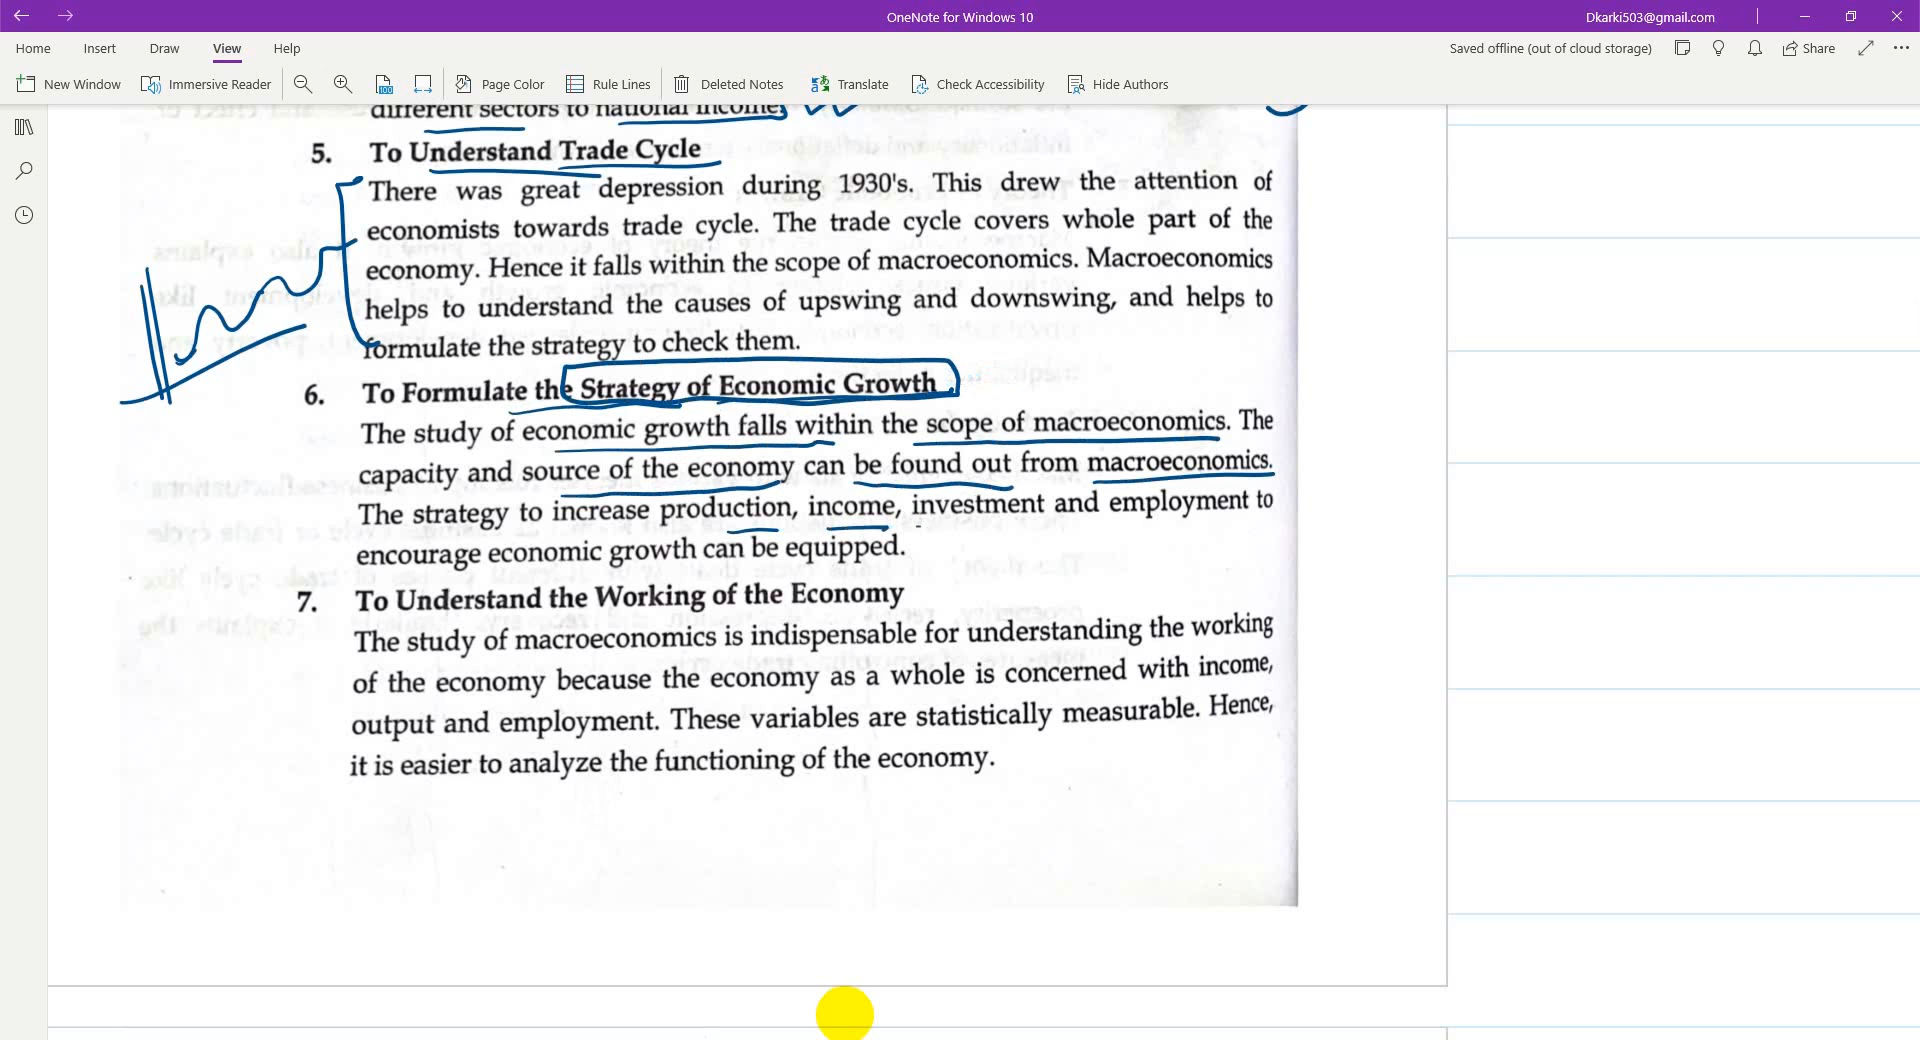 OneNote for Windows 10
Dkarki503@gmail.com
Home Insert Draw View Help
Saved offline (out of cloud storage) Share
New Window Immersive Reader Page Color Rule Lines Deleted Notes Translate Check Accessibility Hide Authors
different sectors to national income.
5. To Understand Trade Cycle
There was great depression during 1930's. This drew the attention of
economists towards trade cycle. The trade cycle covers whole part of the
economy. Hence it falls within the scope of macroeconomics. Macroeconomics
helps to understand the causes of upswing and downswing, and helps to
formulate the strategy to check them.
6. To Formulate the Strategy of Economic Growth
The study of economic growth falls within the scope of macroeconomics. The
capacity and source of the economy can be found out from macroeconomics.
The strategy to increase production, income, investment and employment to
encourage economic growth can be equipped.
7. To Understand the Working of the Economy
The study of macroeconomics is indispensable for understanding the working
of the economy because the economy as a whole is concerned with income,
output and employment. These variables are statistically measurable. Hence,
it is easier to analyze the functioning of the economy.